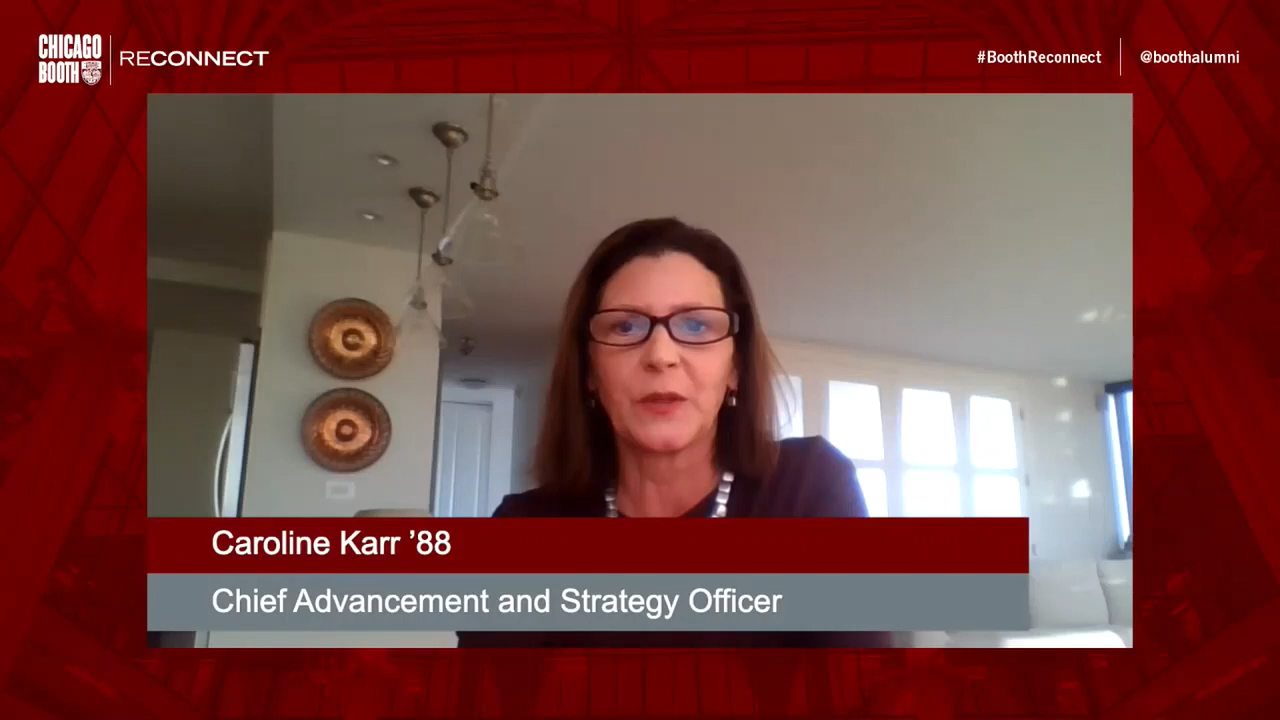 CHICAGO
BOOTH
RECONNECT
#BoothReconnect
@boothalumni
Caroline Karr ’88
Chief Advancement and Strategy Officer